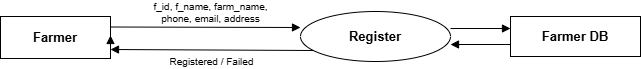 f_id, f_name, farm_name,
phone, email, address
Farmer
Register
Farmer DB
Registered / Failed